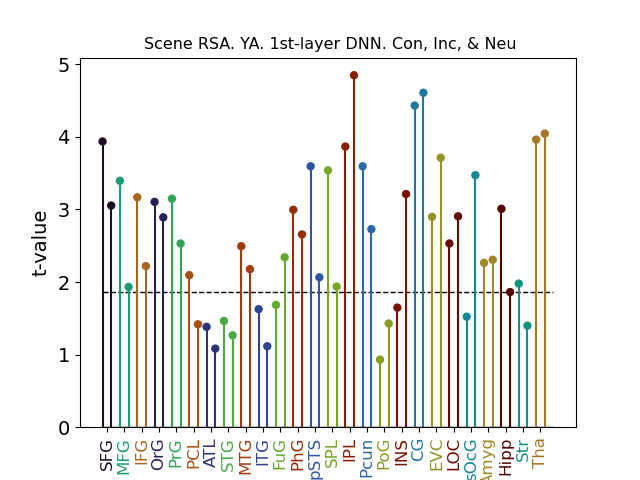 Scene RSA. YA. 1st-layer DNN. Con, Inc, & Neu
t-value
5
4
3
2
1
0
SFG
MFG
IFG
OrG
PrG
PCL
ATL
STG
MTG
ITG
FuG
PhG
pSTS
SPL
IPL
Pcun
PoG
INS
CG
EVC
LOC
sOcG
Amyg
Hipp
Str
Tha